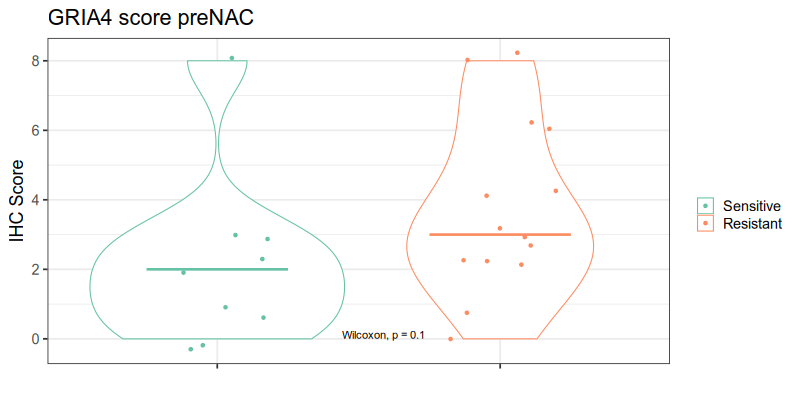 GRIA4 score preNAC
IHC Score
8
6
4
2
0
Wilcoxon, p = 0.1
Sensitive
Resistant